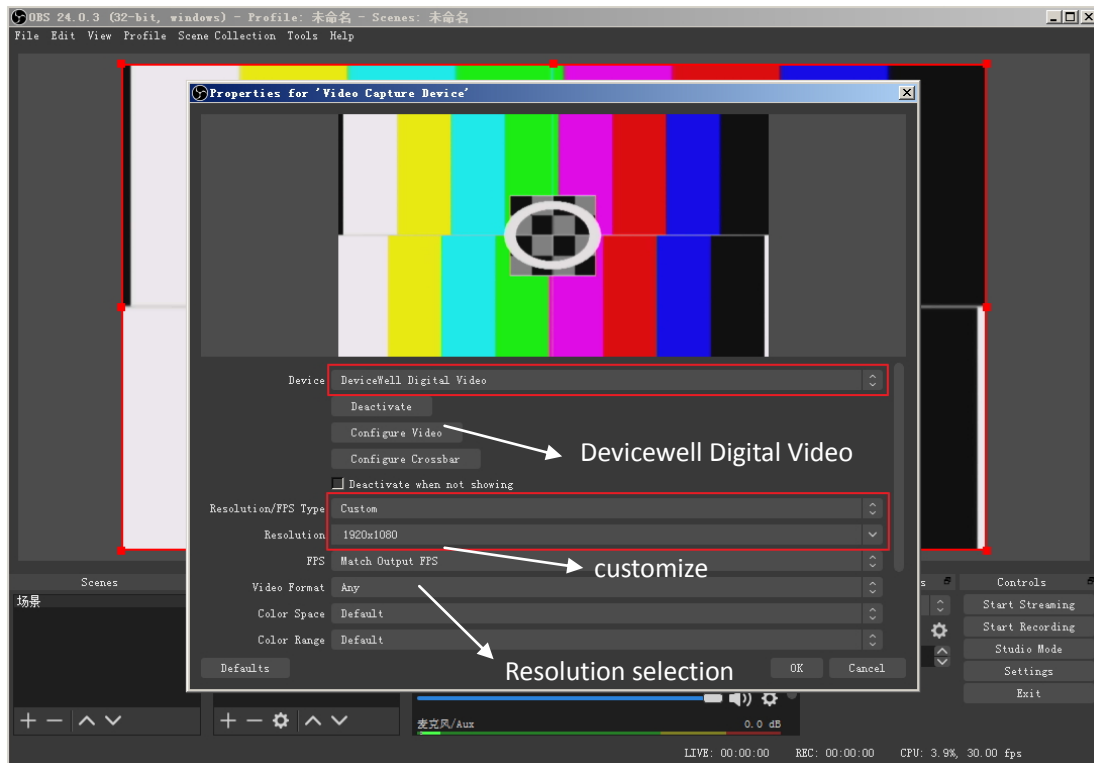 OBS 24.0.3 (32-bit, windows) - Profile: 未命名 - Scenes: 未命名
File Edit View Profile Scene Collection Tools Help
Properties for 'Video Capture Device'
Device DeviceWell Digital Video
Deactivate
Configure Video
Configure Crossbar
Devicewell Digital Video
Deactivate when not showing
Resolution/FPS Type Custom
Resolution 1920x1080
FPS Match Output FPS
customize
Video Format Any
Color Space Default
Color Range Default
Defaults
Resolution selection
OK Cancel
Scenes
场景
s
Controls
Start Streaming
Start Recording
Studio Mode
Settings
Exit
麦克风/Aux 0.0 dB
LIVE: 00:00:00 REC: 00:00:00 CPU: 3.9%, 30.00 fps